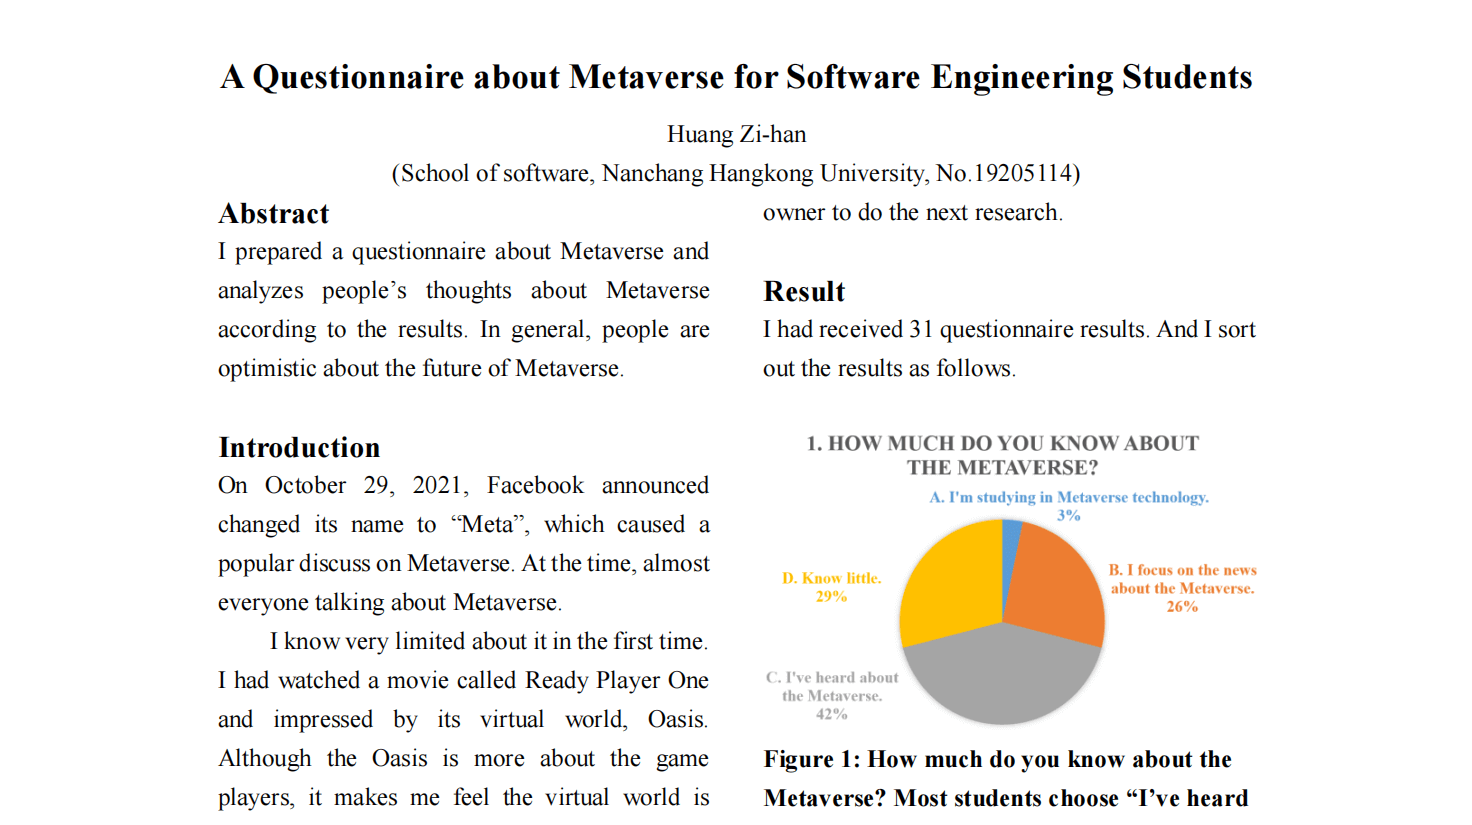 A Questionnaire about Metaverse for Software Engineering Students
Huang Zi-han
(School of software, Nanchang Hangkong University, No.19205114)
Abstract
I prepared a questionnaire about Metaverse and
analyzes people’s thoughts about Metaverse
according to the results. In general, people are
optimistic about the future of Metaverse.
Introduction
On October 29, 2021, Facebook announced
changed its name to “Meta”, which caused a
popular discuss on Metaverse. At the time, almost
everyone talking about Metaverse.
I know very limited about it in the first time.
I had watched a movie called Ready Player One
and impressed by its virtual world, Oasis.
Although the Oasis is more about the game
players, it makes me feel the virtual world is
owner to do the next research.
Result
I had received 31 questionnaire results. And I sort
out the results as follows.
1. HOW MUCH DO YOU KNOW ABOUT
THE METAVERSE?
A. I'm studying in Metaverse technology.
3%
B. I focus on the news
about the Metaverse.
26%
C. I've heard about
the Metaverse.
42%
D. Know little.
29%
Figure 1: How much do you know about the
Metaverse? Most students choose “I’ve heard